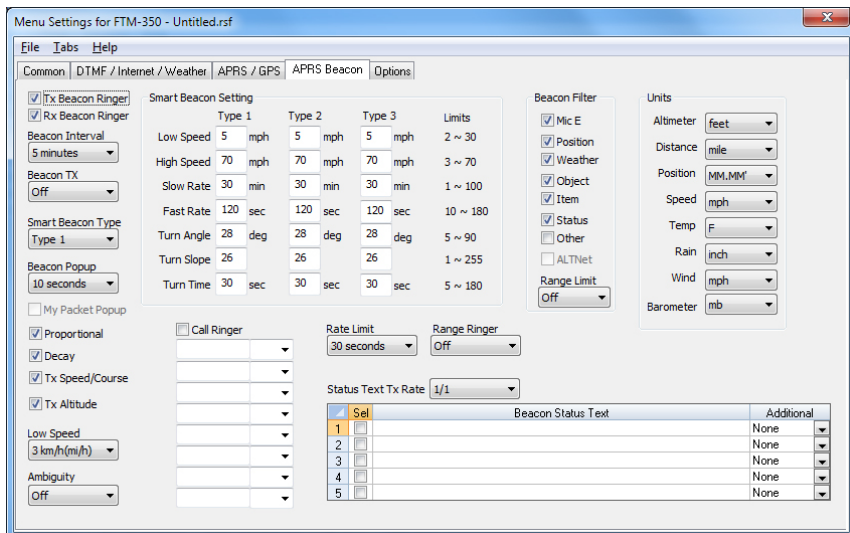 Menu Settings for FTM-350 - Untitled.rsf
File Tabs Help
Common DTMF / Internet / Weather APRS / GPS APRS Beacon Options
Tx Beacon Ringer
Rx Beacon Ringer
Beacon Interval
5 minutes
Beacon TX
Off
Smart Beacon Type
Type 1
Beacon Popup
10 seconds
My Packet Popup
Proportional
Decay
Tx Speed/Course
Tx Altitude
Low Speed
3 km/h(mi/h)
Ambiguity
Off
Smart Beacon Setting
Type 1 Type 2 Type 3 Limits
Low Speed 5 mph 5 mph 5 mph 2 ~ 30
High Speed 70 mph 70 mph 70 mph 3 ~ 70
Slow Rate 30 min 30 min 30 min 1 ~ 100
Fast Rate 120 sec 120 sec 120 sec 10 ~ 180
Turn Angle 28 deg 28 deg 28 deg 5 ~ 90
Turn Slope 26 26 26 1 ~ 255
Turn Time 30 sec 30 sec 30 sec 5 ~ 180
Beacon Filter
Mic E
Position
Weather
Object
Item
Status
Other
ALTNet
Range Limit
Off
Units
Altimeter feet
Distance mile
Position MM.MM'
Speed mph
Temp F
Rain inch
Wind mph
Barometer mb
Call Ringer
Rate Limit
30 seconds
Range Ringer
Off
Status Text Tx Rate 1/1
Sel Beacon Status Text Additional
1 None
2 None
3 None
4 None
5 None